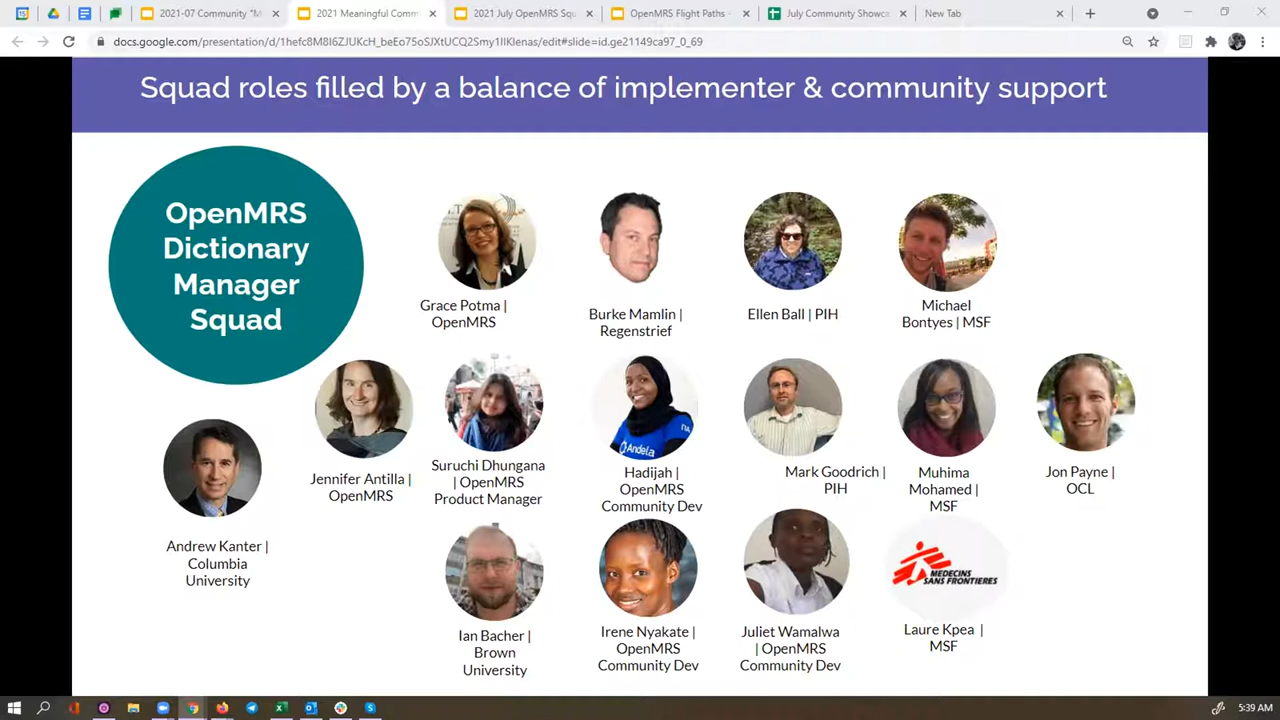 2021-07 Community "M
2021 Meaningful Comm
2021 July OpenMRS Squ
OpenMRS Flight Paths -
July Community Showca
New Tab
docs.google.com/presentation/d/1hefc8M8I6ZJUKcH_beEo75oSJXtUCQ2Smy1IlKIenas/edit#slide=id.ge21149ca97_0_69
Squad roles filled by a balance of implementer & community support
OpenMRS
Dictionary
Manager
Squad
Grace Potma |
OpenMRS
Burke Mamlin |
Regenstrief
Ellen Ball | PIH
Michael
Bontyes | MSF
Andela
Jennifer Antilla |
OpenMRS
Suruchi Dhungana
| OpenMRS
Product Manager
Hadijah |
OpenMRS
Community Dev
Mark Goodrich |
PIH
Muhima
Mohamed |
MSF
Jon Payne |
OCL
Andrew Kanter |
Columbia
University
MEDECINS
SANS FRONTIERES
Ian Bacher |
Brown
University
Irene Nyakate |
OpenMRS
Community Dev
Juliet Wamalwa
| OpenMRS
Community Dev
Laure Kpea |
MSF
5:39 AM